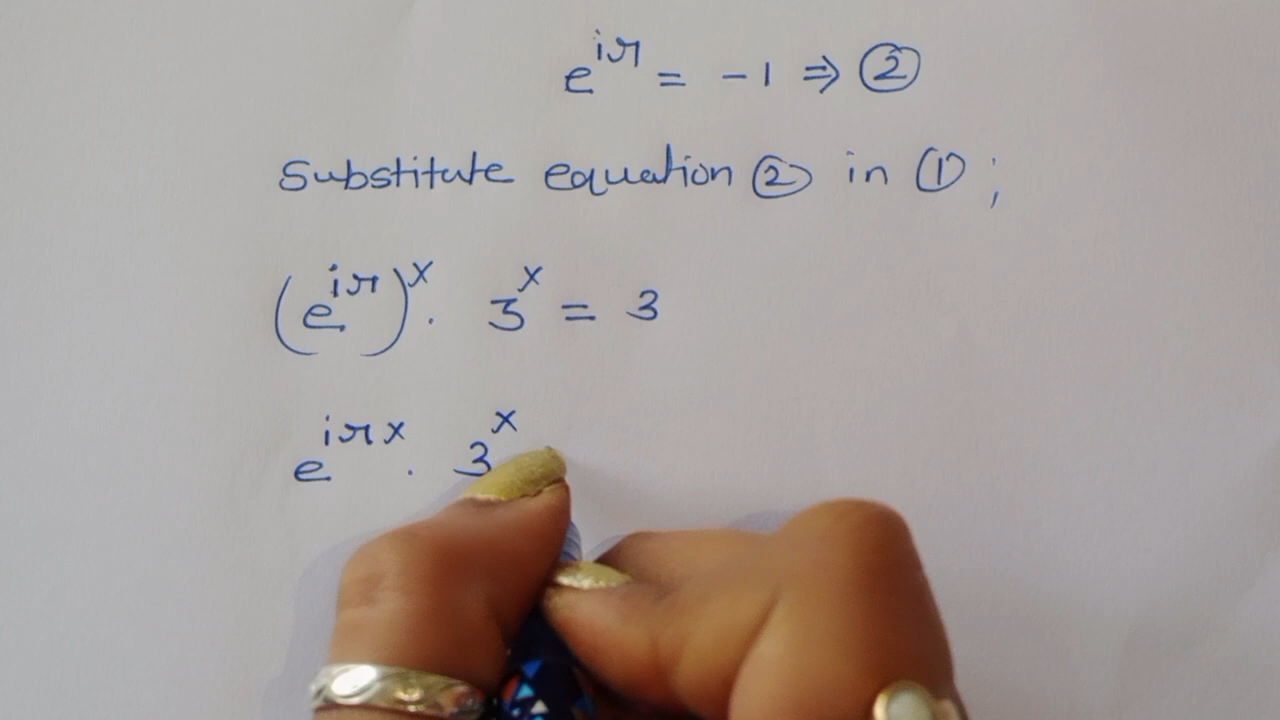 e^{iπ} = -1 ⇒ ②
Substitute equation ② in ① ;
(e^{iπ})^x . 3^x = 3
e^{iπx} . 3^x